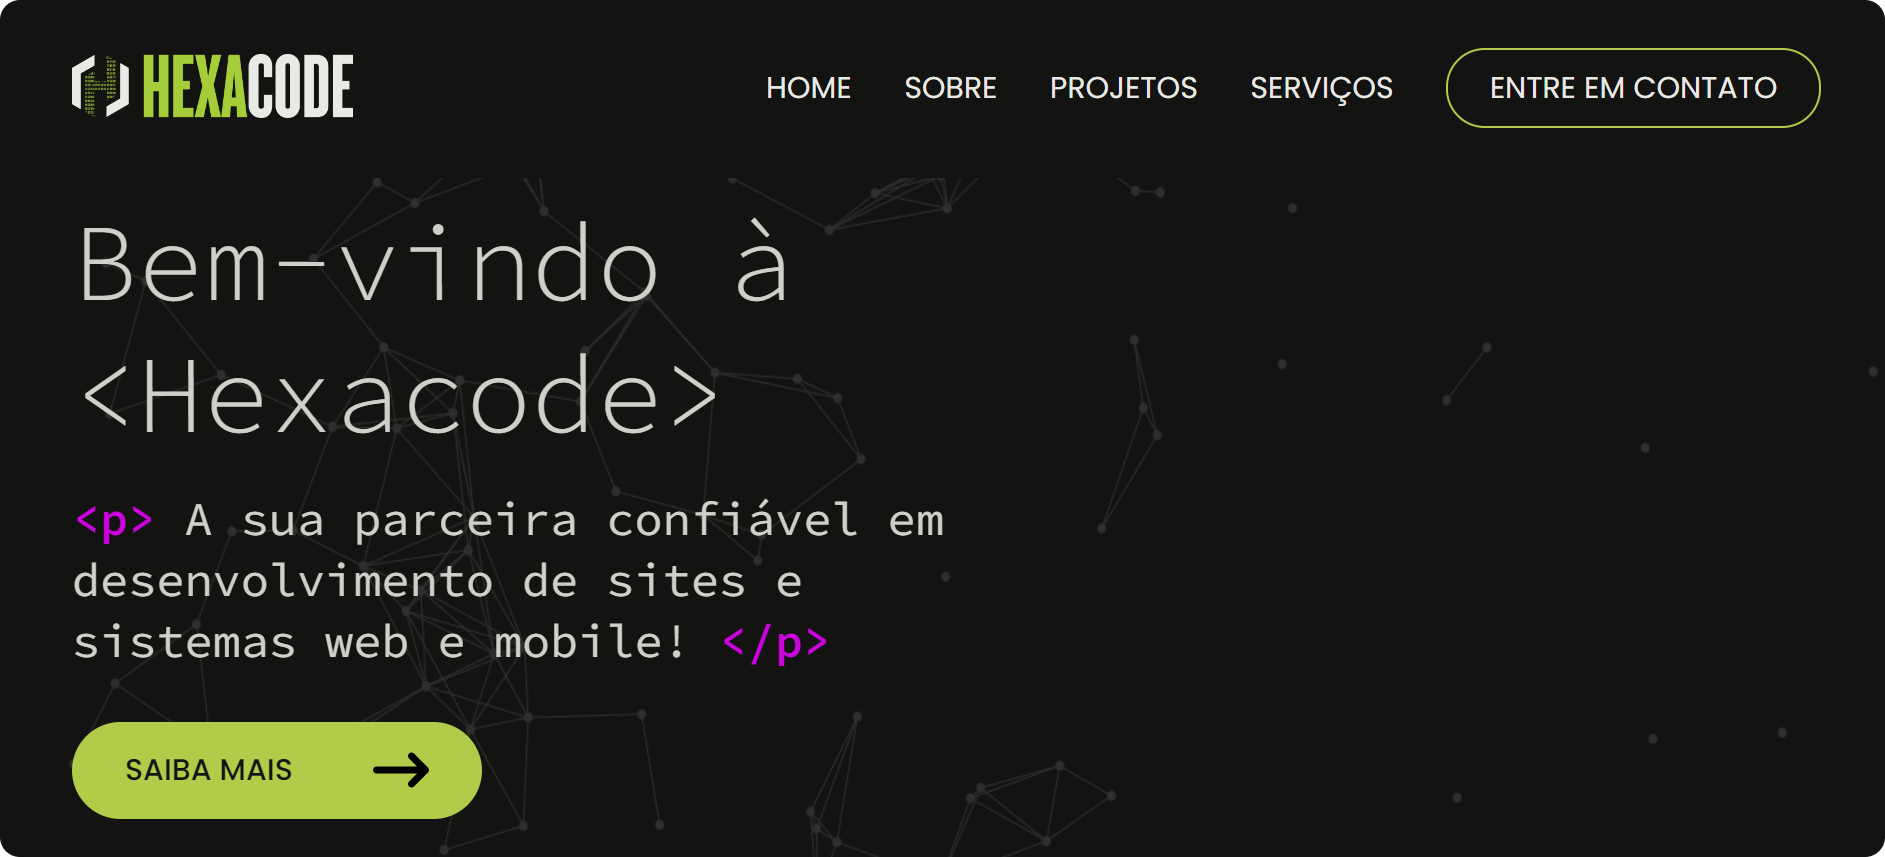 HEXACODE
HOME SOBRE PROJETOS SERVIÇOS ENTRE EM CONTATO
Bem-vindo à
<Hexacode>
<p> A sua parceira confiável em
desenvolvimento de sites e
sistemas web e mobile! </p>
SAIBA MAIS